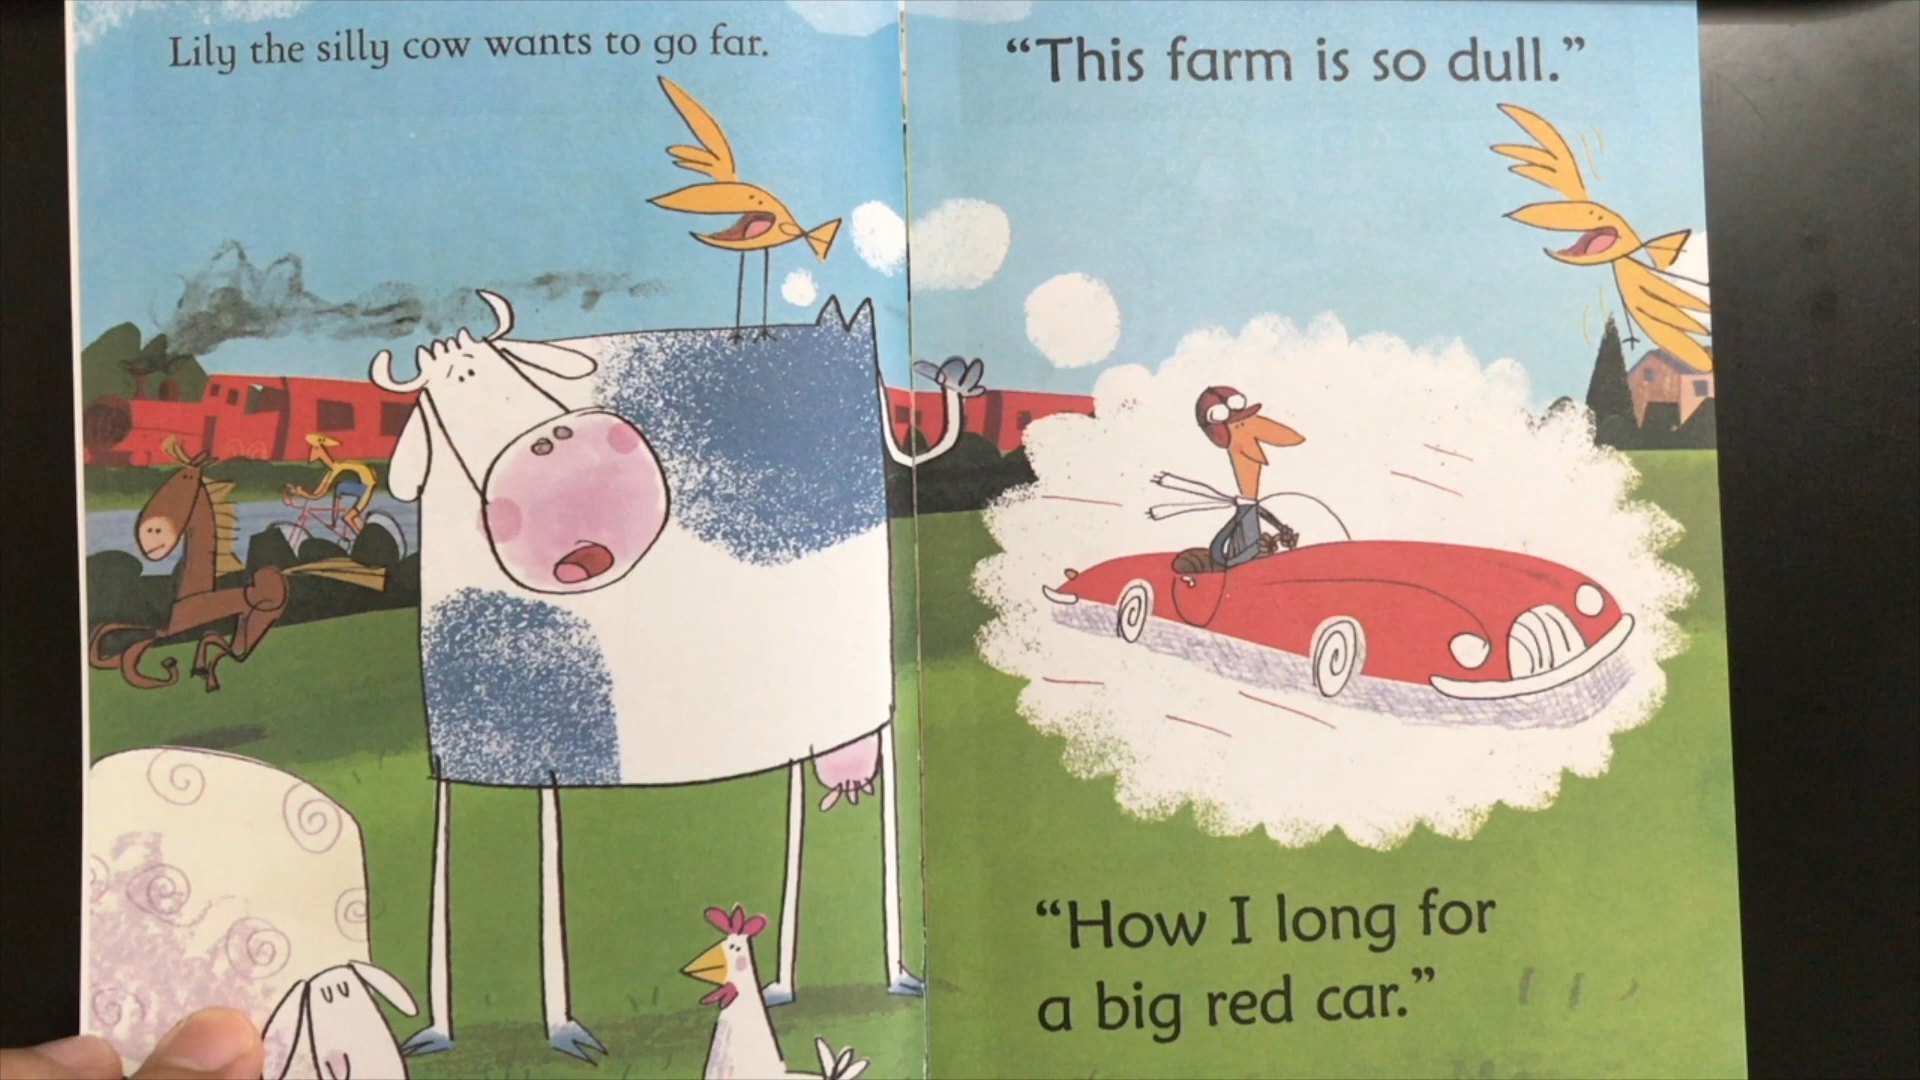 Lily the silly cow wants to go far.
“This farm is so dull.”
“How I long for
a big red car.”